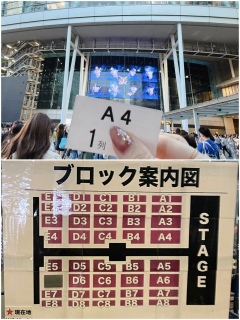 A4
1列
ブロック案内図
E1 D1 C1 B1 A1
E2 D2 C2 B2 A2
E3 D3 C3 B3 A3
E4 D4 C4 B4 A4
STAGE
E5 D5 C5 B5 A5
D6 C6 B6 A6
E7 D7 C7 B7 A7
E8 D8 C8 B8 A8
★現在地